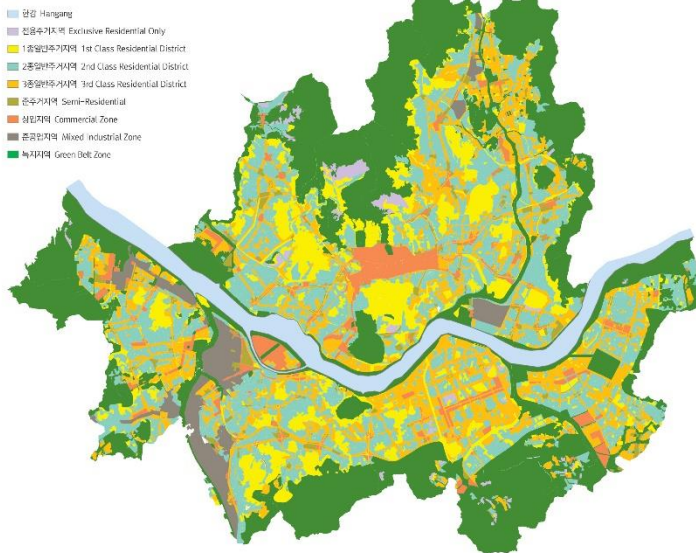 한강 Hangang
전용주거지역 Exclusive Residential Only
1종일반주거지역 1st Class Residential District
2종일반주거지역 2nd Class Residential District
3종일반주거지역 3rd Class Residential District
준주거지역 Semi-Residential
상업지역 Commercial Zone
준공업지역 Mixed Industrial Zone
녹지지역 Green Belt Zone